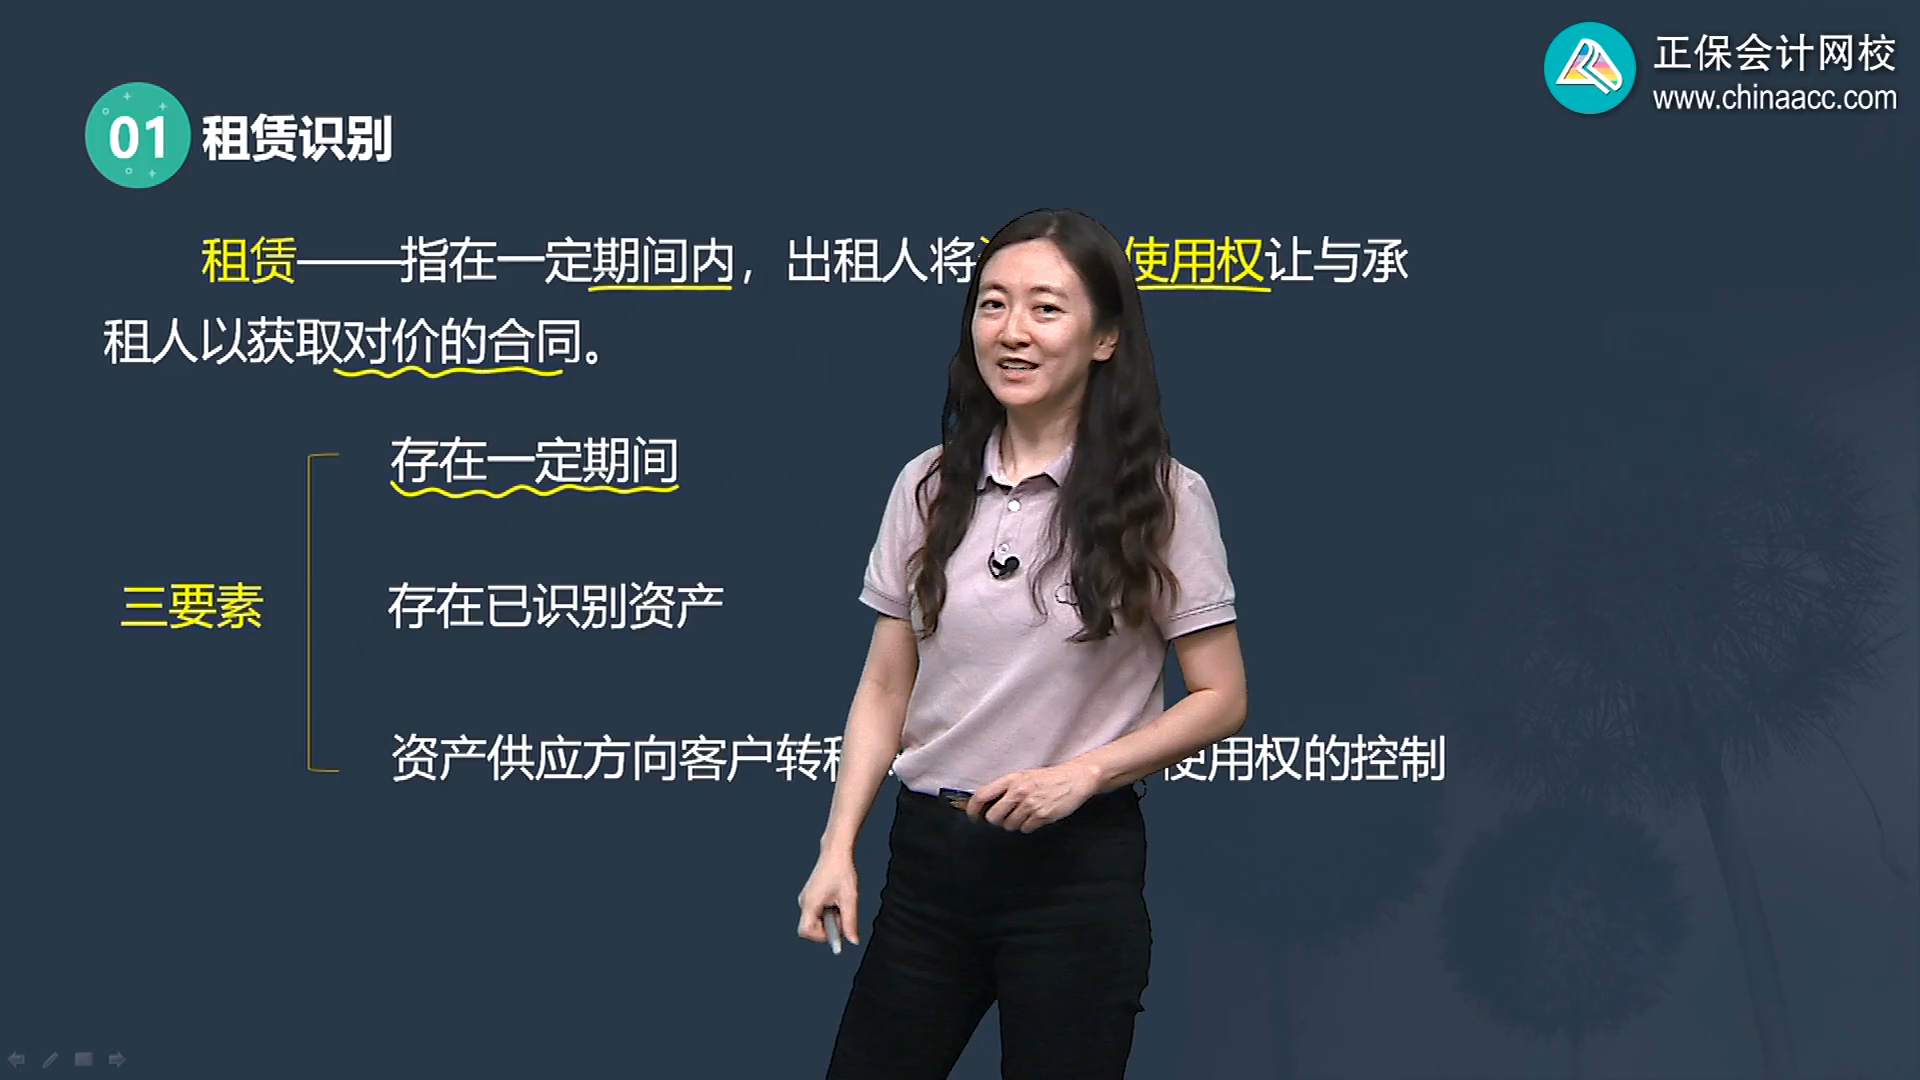 正保会计网校
www.chinaacc.com
01 租赁识别
租赁——指在一定期间内，出租人将 使用权让与承
租人以获取对价的合同。
存在一定期间
三要素
存在已识别资产
资产供应方向客户转 使用权的控制